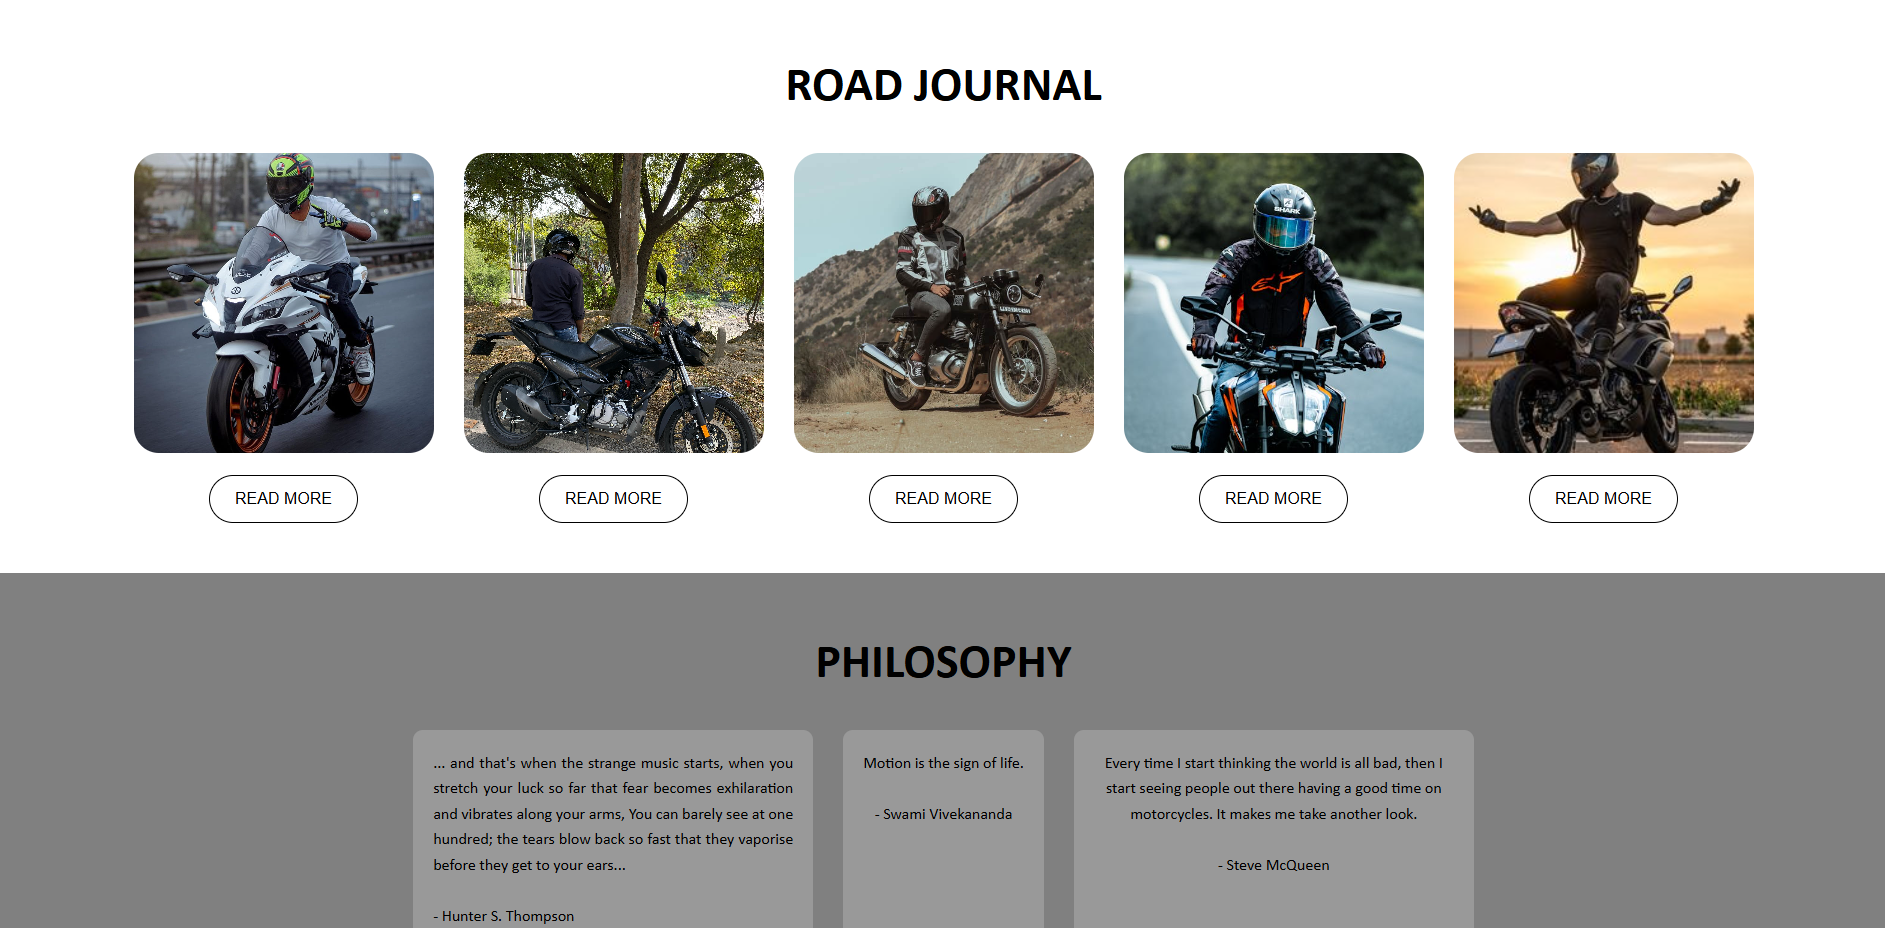 ROAD JOURNAL
SHARK
READ MORE
READ MORE
READ MORE
READ MORE
READ MORE
PHILOSOPHY
... and that's when the strange music starts, when you
stretch your luck so far that fear becomes exhilaration
and vibrates along your arms, You can barely see at one
hundred; the tears blow back so fast that they vaporise
before they get to your ears...
- Hunter S. Thompson
Motion is the sign of life.
- Swami Vivekananda
Every time I start thinking the world is all bad, then I
start seeing people out there having a good time on
motorcycles. It makes me take another look.
- Steve McQueen